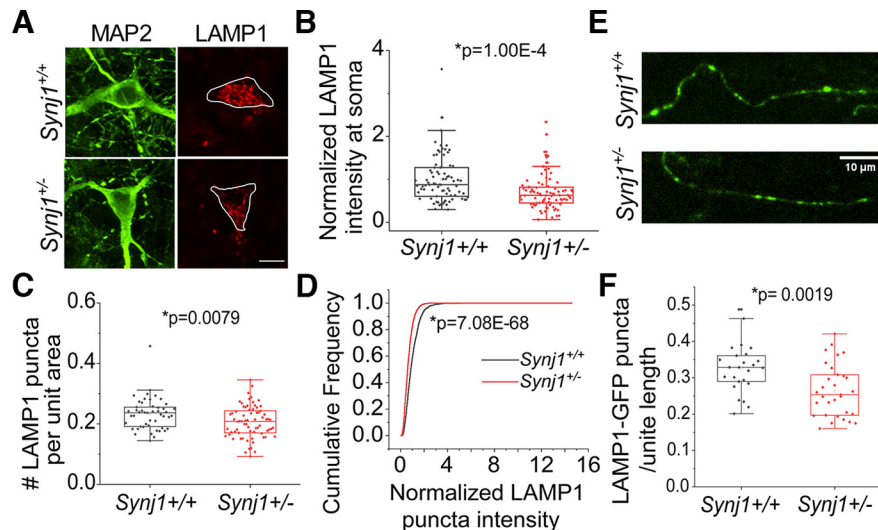 A
MAP2
LAMP1
Synj1+/+
Synj1+/-
B
Normalized LAMP1
intensity at soma
4
2
0
*p=1.00E-4
Synj1+/+
Synj1+/-
E
Synj1+/+
Synj1+/-
10 µm
C
# LAMP1 puncta
per unit area
0.6
0.4
0.2
0.0
*p=0.0079
Synj1+/+
Synj1+/-
D
Cumulative Frequency
1.0
0.8
0.6
0.4
0.2
0.0
*p=7.08E-68
Synj1+/+
Synj1+/-
0 4 8 12 16
Normalized LAMP1
puncta intensity
F
LAMP1-GFP puncta
/unite length
0.5
0.4
0.3
0.2
0.1
*p= 0.0019
Synj1+/+
Synj1+/-